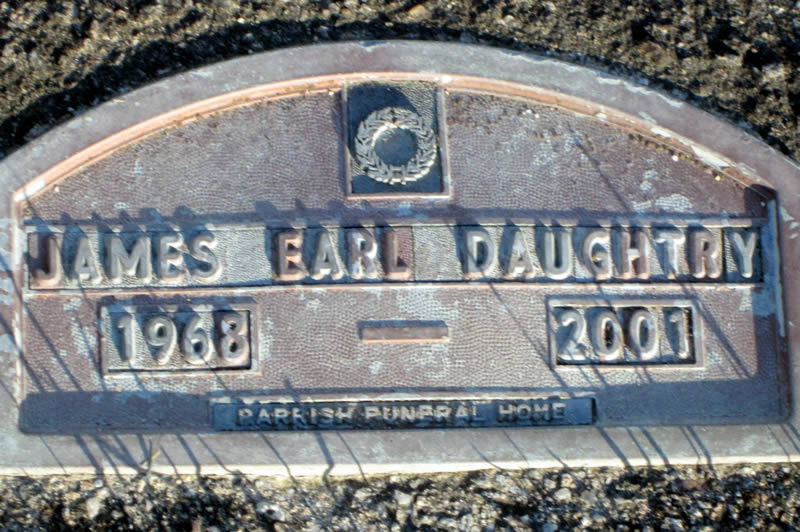 JAMES EARL DAUGHTRY
1968 – 2001
PARRISH FUNERAL HOME